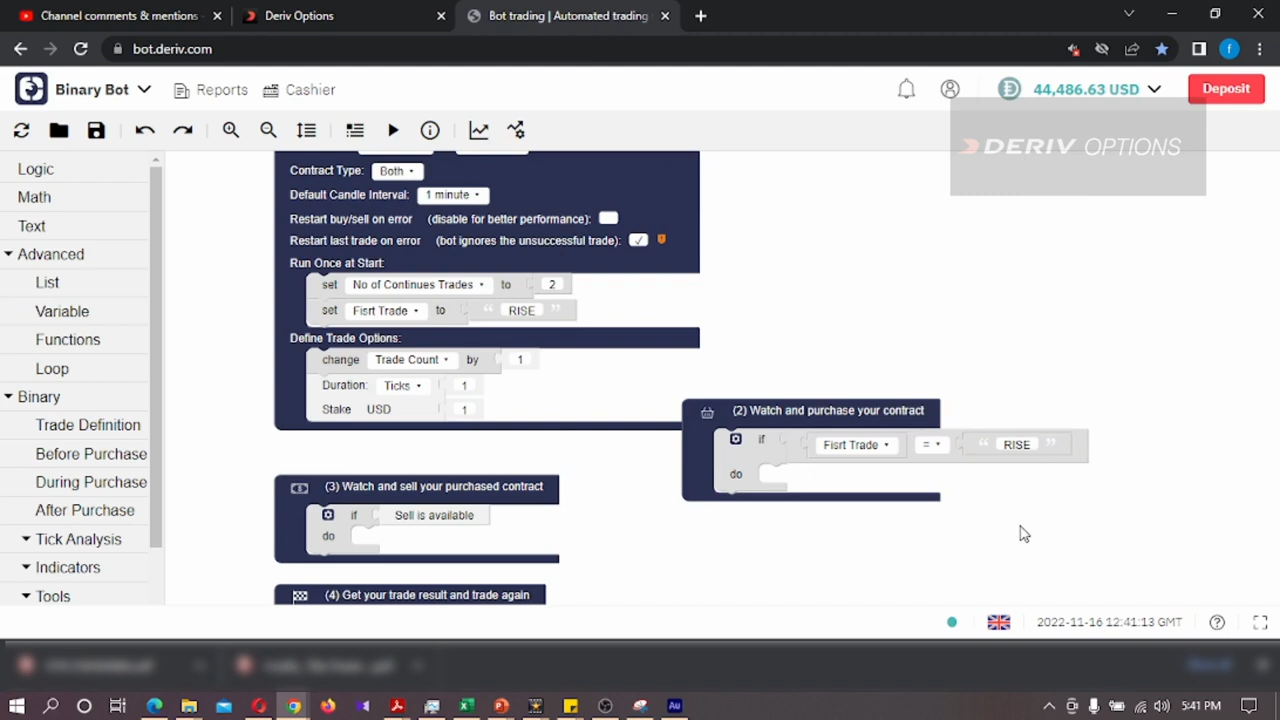 Channel comments & mentions -
Deriv Options
Bot trading | Automated trading
bot.deriv.com
f
Binary Bot
Reports
Cashier
44,486.63 USD
Deposit
DERIV OPTIONS
Logic
Math
Text
Advanced
List
Variable
Functions
Loop
Binary
Trade Definition
Before Purchase
During Purchase
After Purchase
Tick Analysis
Indicators
Tools
Contract Type: Both
Default Candle Interval: 1 minute
Restart buy/sell on error (disable for better performance):
Restart last trade on error (bot ignores the unsuccessful trade): ✓
Run Once at Start:
set No of Continues Trades to 2
set Fisrt Trade to “ RISE ”
Define Trade Options:
change Trade Count by 1
Duration: Ticks 1
Stake USD 1
(2) Watch and purchase your contract
if Fisrt Trade = “ RISE ”
do
(3) Watch and sell your purchased contract
if Sell is available
do
(4) Get your trade result and trade again
2022-11-16 12:41:13 GMT
Au
5:41 PM